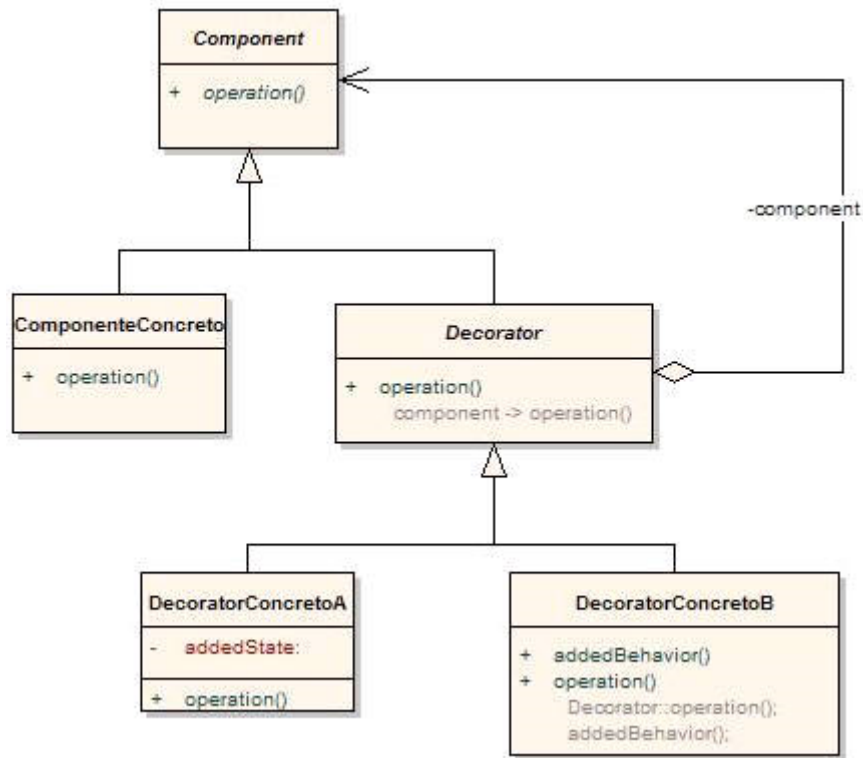 Component
+ operation()
-component
ComponenteConcreto
+ operation()
Decorator
+ operation()
component -> operation()
DecoratorConcretoA
- addedState:
+ operation()
DecoratorConcretoB
+ addedBehavior()
+ operation()
Decorator::operation();
addedBehavior();